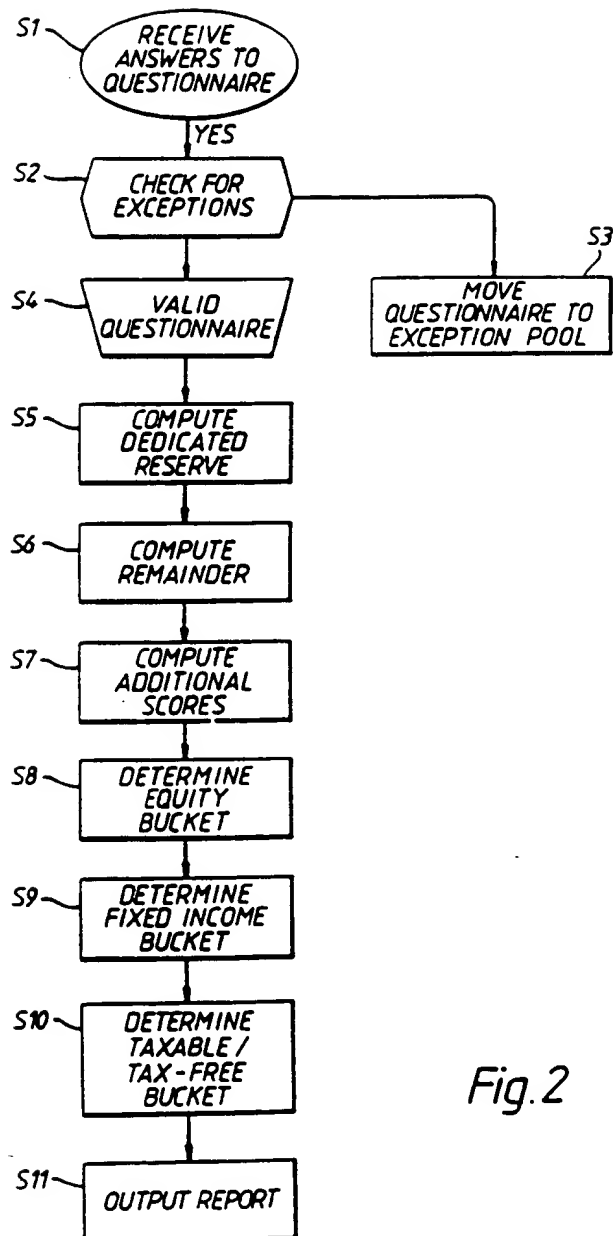 S1
RECEIVE
ANSWERS TO
QUESTIONNAIRE
YES
S2
CHECK FOR
EXCEPTIONS
S3
MOVE
QUESTIONNAIRE TO
EXCEPTION POOL
S4
VALID
QUESTIONNAIRE
S5
COMPUTE
DEDICATED
RESERVE
S6
COMPUTE
REMAINDER
S7
COMPUTE
ADDITIONAL
SCORES
S8
DETERMINE
EQUITY
BUCKET
S9
DETERMINE
FIXED INCOME
BUCKET
S10
DETERMINE
TAXABLE /
TAX-FREE
BUCKET
Fig.2
S11
OUTPUT REPORT